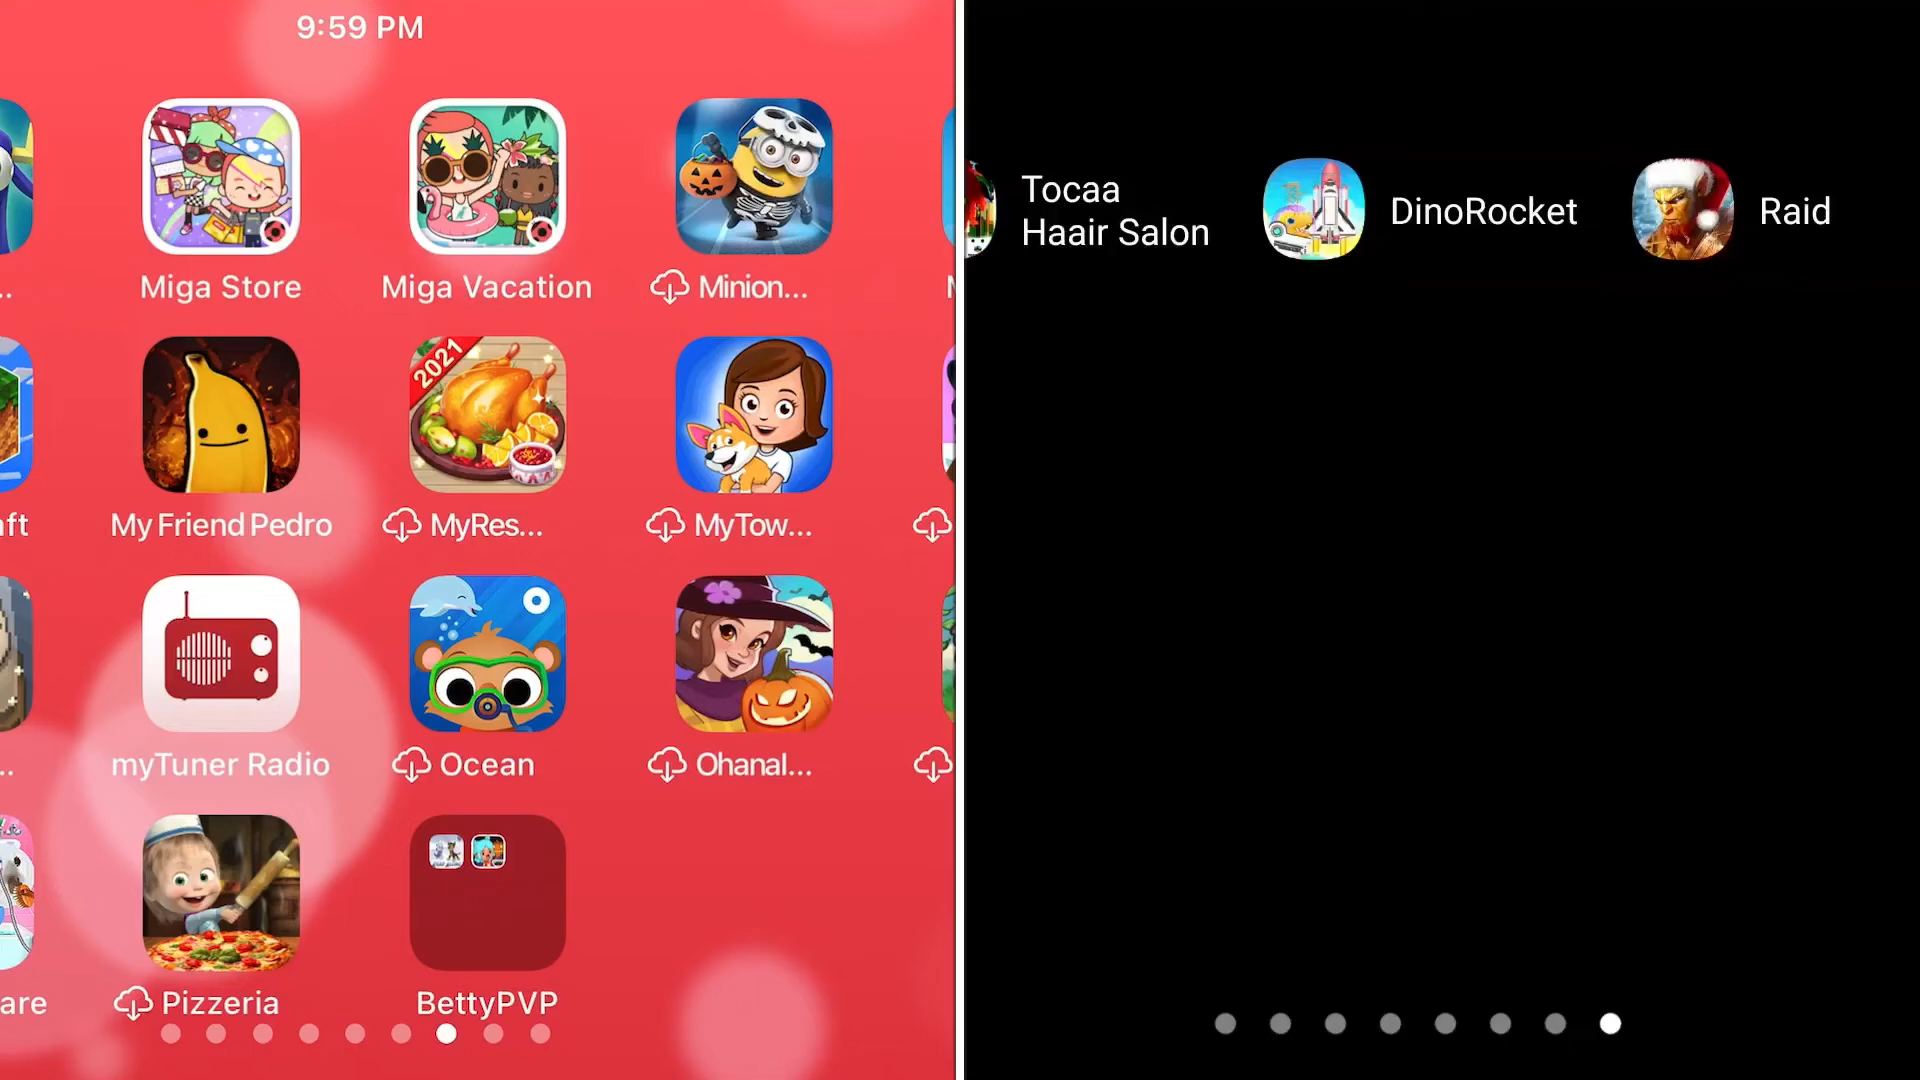 9:59 PM
Miga Store
Miga Vacation
Minion...
My Friend Pedro
2021
MyRes...
MyTow...
myTuner Radio
Ocean
Ohanal...
are
Pizzeria
BettyPVP
Tocaa
Haair Salon
DinoRocket
Raid